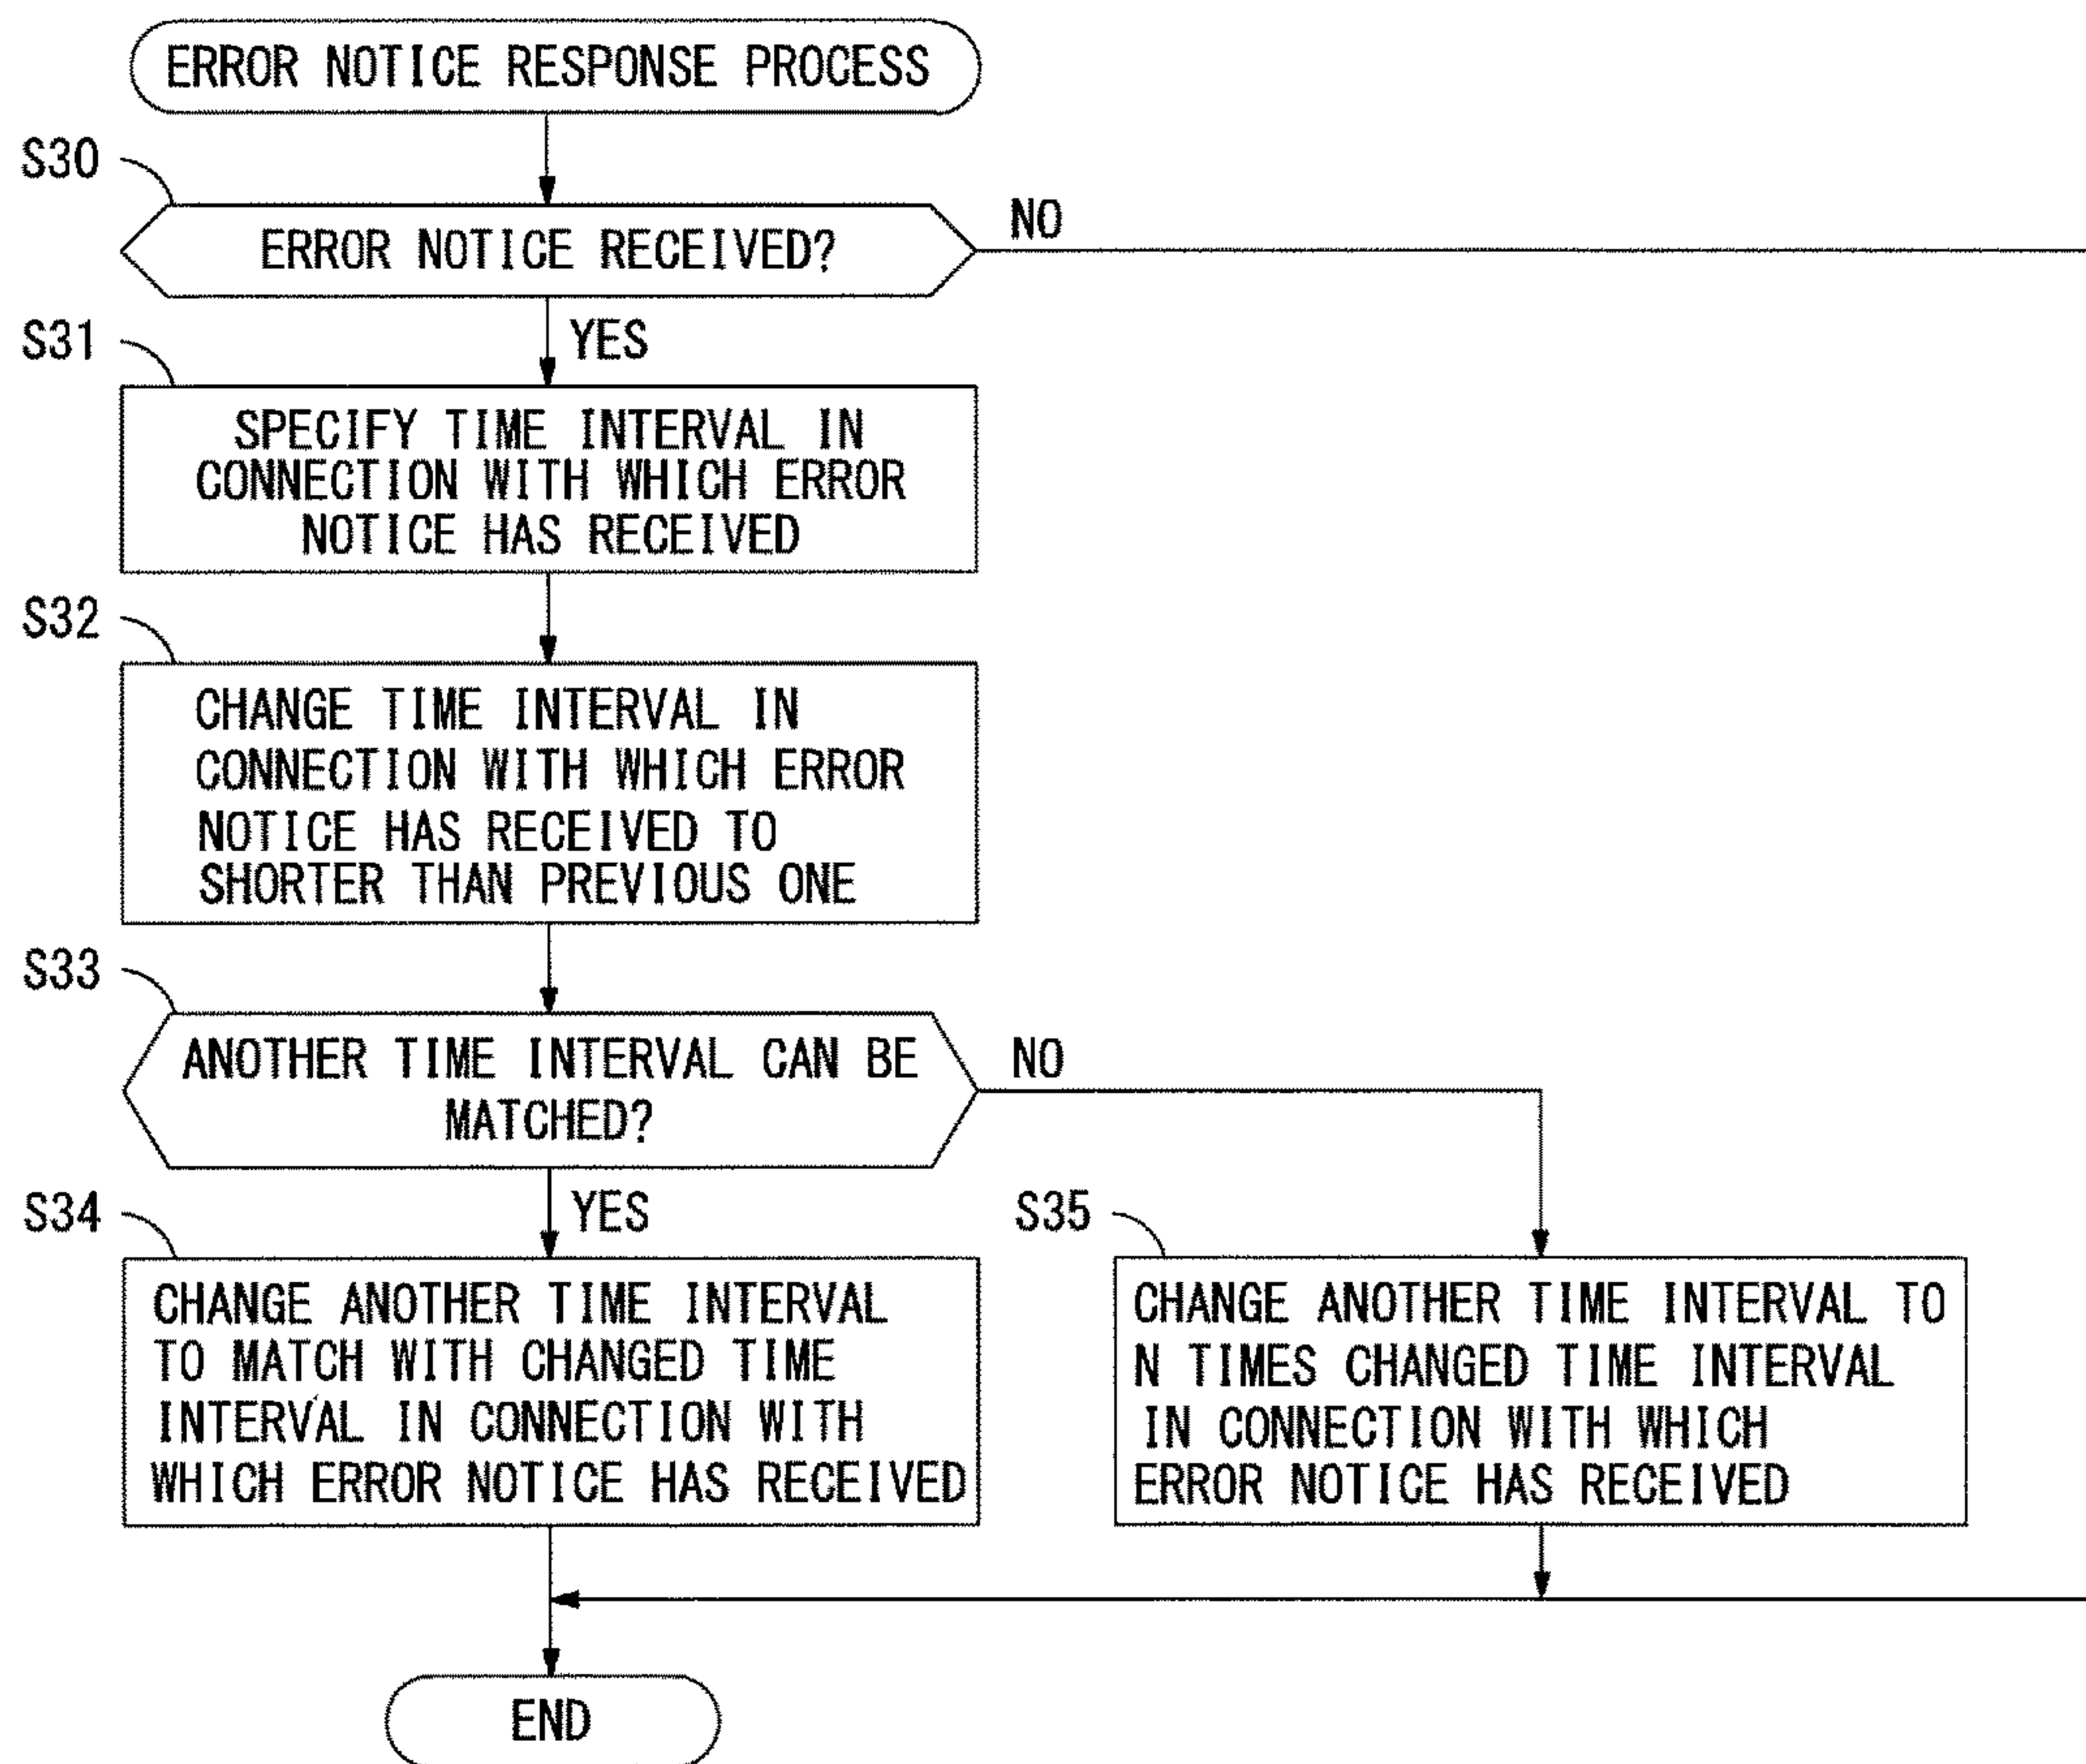 ERROR NOTICE RESPONSE PROCESS
S30
ERROR NOTICE RECEIVED?
NO
S31
YES
SPECIFY TIME INTERVAL IN
CONNECTION WITH WHICH ERROR
NOTICE HAS RECEIVED
S32
CHANGE TIME INTERVAL IN
CONNECTION WITH WHICH ERROR
NOTICE HAS RECEIVED TO
SHORTER THAN PREVIOUS ONE
S33
ANOTHER TIME INTERVAL CAN BE
MATCHED?
NO
S34
YES
CHANGE ANOTHER TIME INTERVAL
TO MATCH WITH CHANGED TIME
INTERVAL IN CONNECTION WITH
WHICH ERROR NOTICE HAS RECEIVED
S35
CHANGE ANOTHER TIME INTERVAL TO
N TIMES CHANGED TIME INTERVAL
IN CONNECTION WITH WHICH
ERROR NOTICE HAS RECEIVED
END